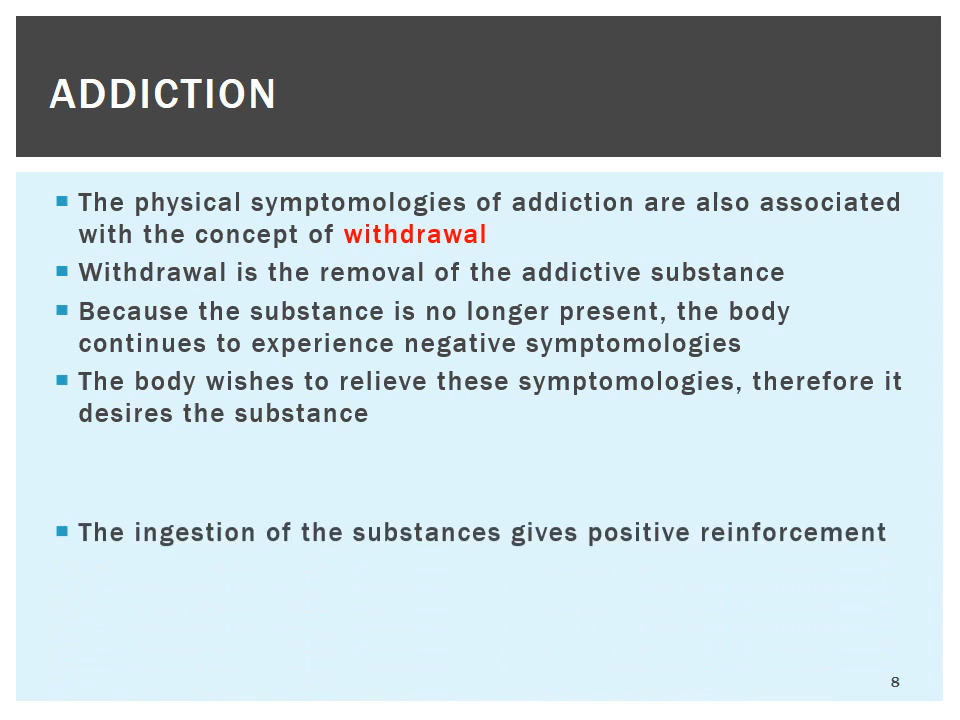 ADDICTION
The physical symptomologies of addiction are also associated
with the concept of withdrawal
Withdrawal is the removal of the addictive substance
Because the substance is no longer present, the body
continues to experience negative symptomologies
The body wishes to relieve these symptomologies, therefore it
desires the substance
The ingestion of the substances gives positive reinforcement
8